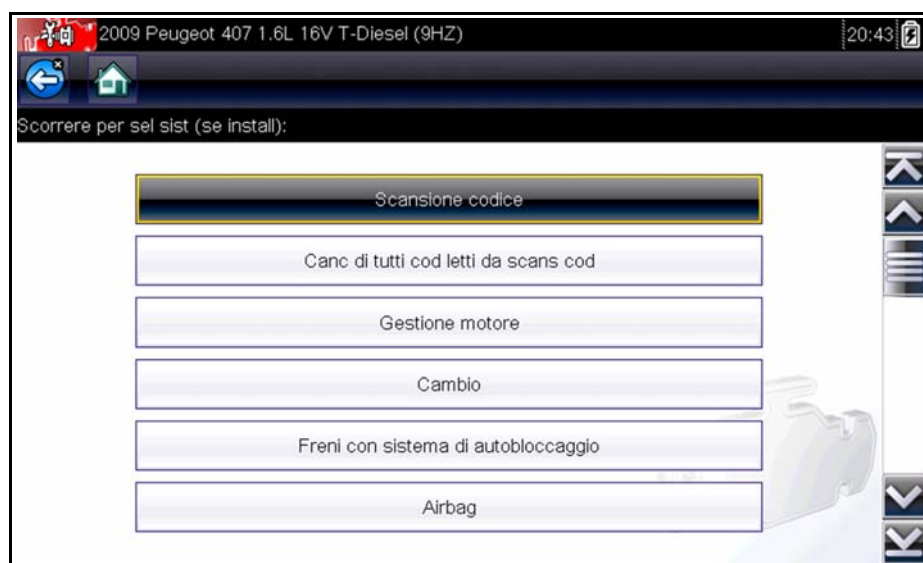 2009 Peugeot 407 1.6L 16V T-Diesel (9HZ) 20:43
Scorrere per sel sist (se install):
Scansione codice
Canc di tutti cod letti da scans cod
Gestione motore
Cambio
Freni con sistema di autobloccaggio
Airbag